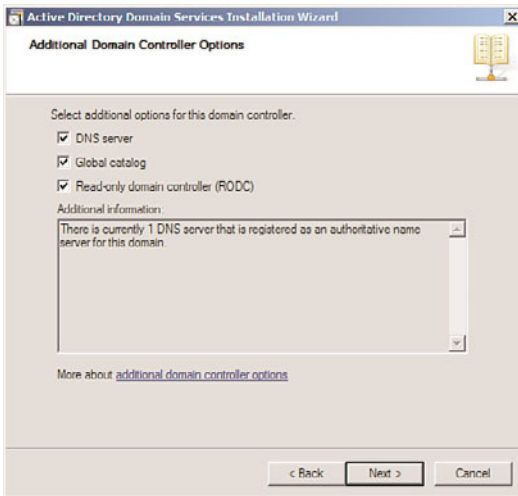 Active Directory Domain Services Installation Wizard
Additional Domain Controller Options
Select additional options for this domain controller.
DNS server
Global catalog
Read-only domain controller (RODC)
Additional information:
There is currently 1 DNS server that is registered as an authoritative name
server for this domain.
More about additional domain controller options
< Back Next > Cancel